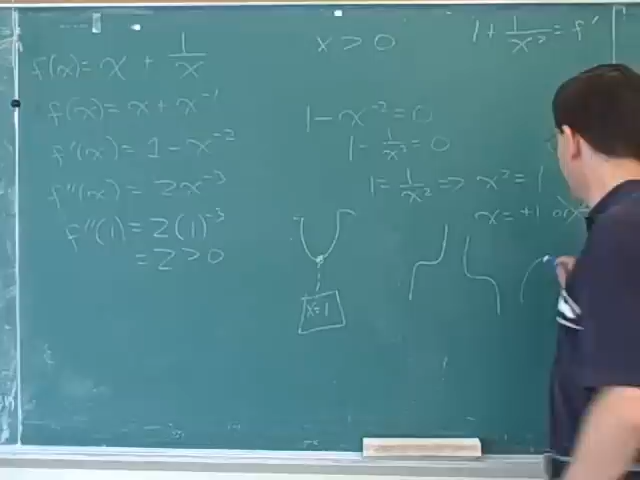 f(x) = x + 1/x
f(x) = x + x⁻¹
f'(x) = 1 - x⁻²
f''(x) = 2x⁻³
f''(1) = 2(1)⁻³
= 2 > 0
x > 0
1 - x⁻² = 0
1 - 1/x² = 0
1 = 1/x² ⇒ x² = 1
x = +1 or
x = 1
1 + 1/x² = f'